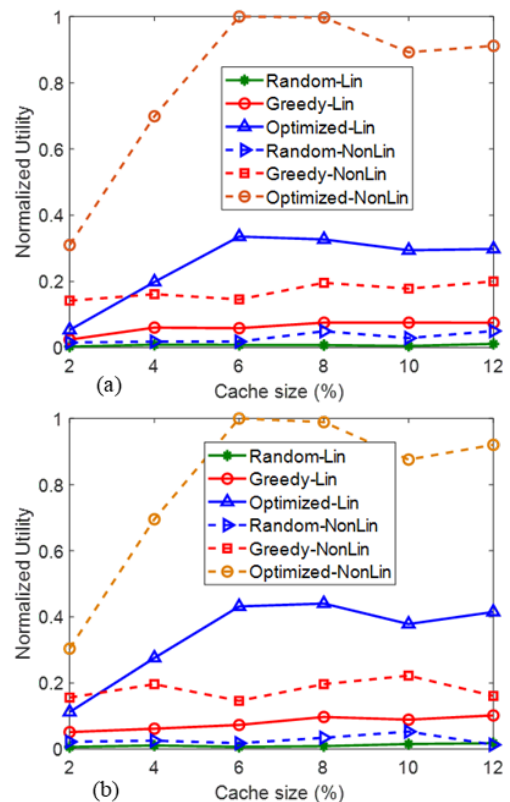 1
0.8
0.6
0.4
0.2
0
Normalized Utility
Random-Lin
Greedy-Lin
Optimized-Lin
Random-NonLin
Greedy-NonLin
Optimized-NonLin
2 4 6 8 10 12
(a)
Cache size (%)
1
0.8
0.6
0.4
0.2
0
Normalized Utility
Random-Lin
Greedy-Lin
Optimized-Lin
Random-NonLin
Greedy-NonLin
Optimized-NonLin
2 4 6 8 10 12
(b)
Cache size (%)